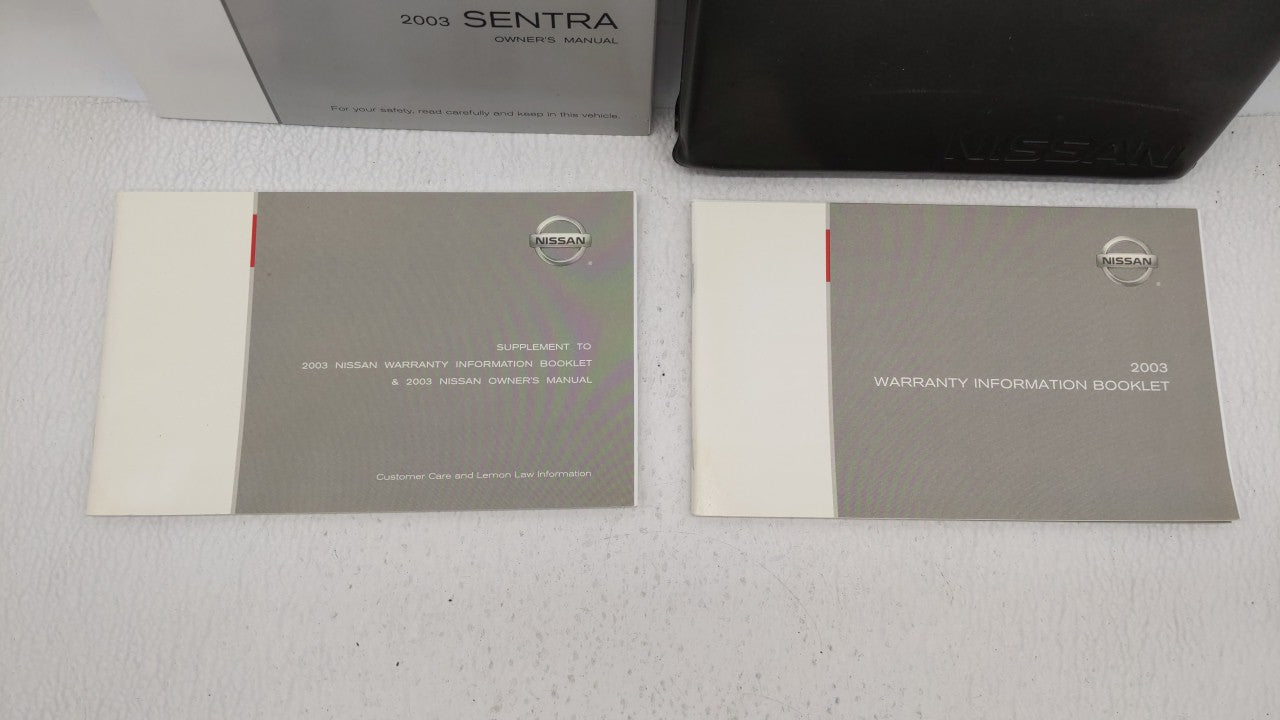 2003 SENTRA
OWNER'S MANUAL
For your safety, read carefully and keep in this vehicle.
NISSAN
NISSAN
SUPPLEMENT TO
2003 NISSAN WARRANTY INFORMATION BOOKLET
& 2003 NISSAN OWNER'S MANUAL
Customer Care and Lemon Law Information
NISSAN
2003
WARRANTY INFORMATION BOOKLET